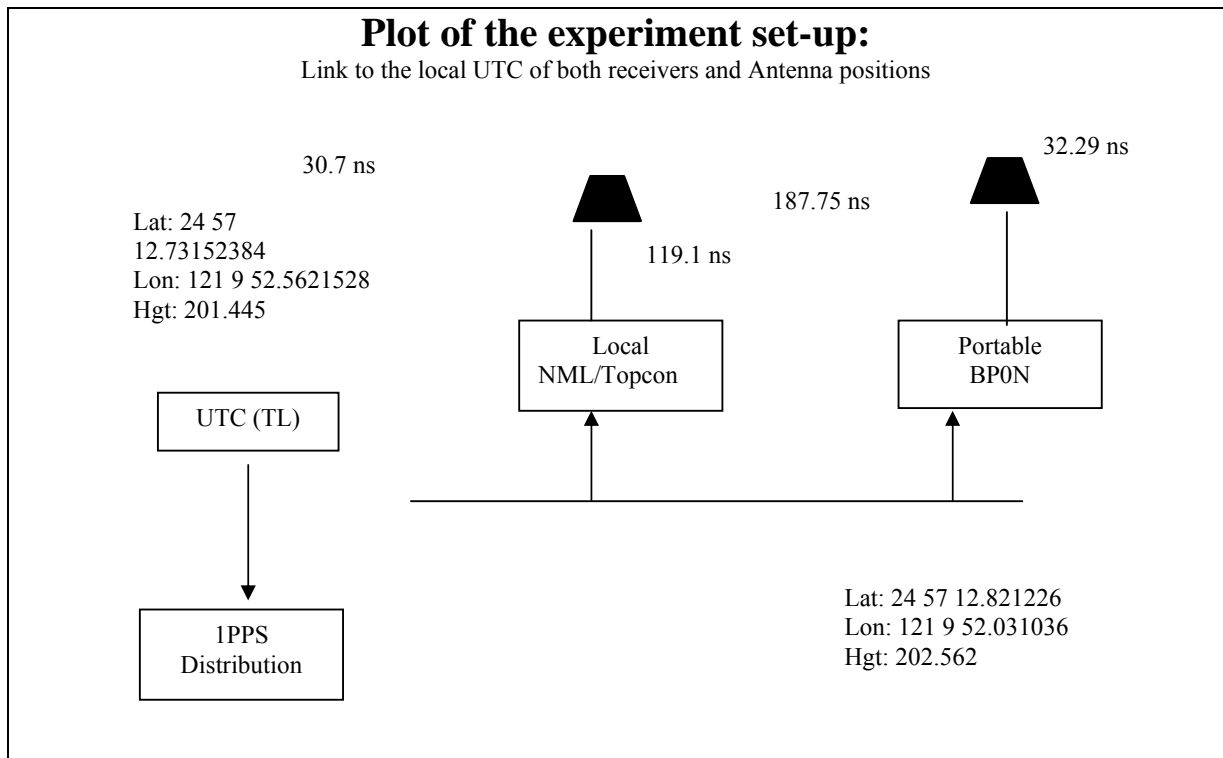 Plot of the experiment set-up:
Link to the local UTC of both receivers and Antenna positions
30.7 ns
32.29 ns
187.75 ns
Lat: 24 57
12.73152384
Lon: 121 9 52.5621528
Hgt: 201.445
119.1 ns
Local
NML/Topcon
Portable
BP0N
UTC (TL)
1PPS
Distribution
Lat: 24 57 12.821226
Lon: 121 9 52.031036
Hgt: 202.562